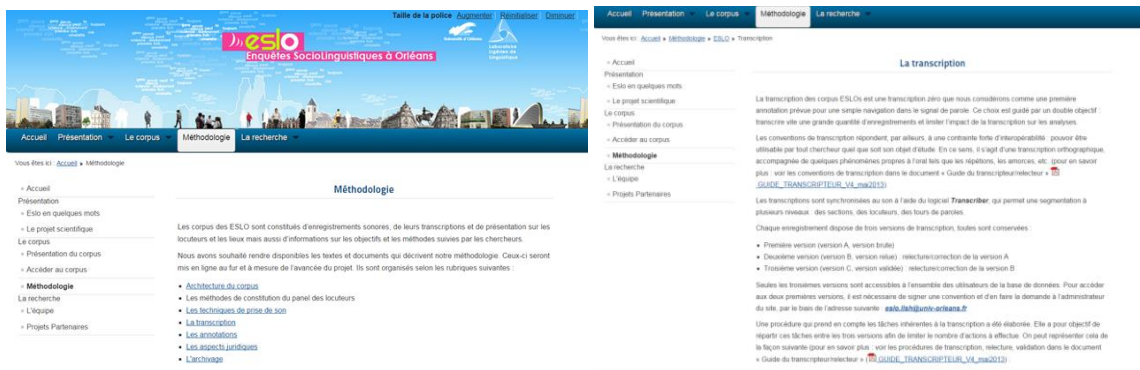 Taille de la police Augmenter Réinitialiser Diminuer
eslo
Enquêtes SocioLinguistiques à Orléans
Accueil Présentation Le corpus Méthodologie La recherche
Vous êtes ici : Accueil ▸ Méthodologie
Accueil
Présentation
Eslo en quelques mots
Le projet scientifique
Le corpus
Présentation du corpus
Accéder au corpus
Méthodologie
La recherche
L'équipe
Projets Partenaires
Méthodologie
Les corpus des ESLO sont constitués d'enregistrements sonores, de leurs transcriptions et de présentation sur les
locuteurs et les lieux mais aussi d'informations sur les objectifs et les méthodes suivies par les chercheurs.
Nous avons souhaité rendre disponibles les textes et documents qui décrivent notre méthodologie. Ceux-ci seront
mis en ligne au fur et à mesure de l'avancée du projet. Ils sont organisés selon les rubriques suivantes :
• Architecture du corpus
• Les méthodes de constitution du panel des locuteurs
• Les techniques de prise de son
• La transcription
• Les annotations
• Les aspects juridiques
• L'archivage
Accueil Présentation Le corpus Méthodologie La recherche
Vous êtes ici : Accueil ▸ Méthodologie ▸ ESLO ▸ Transcription
Accueil
Présentation
Eslo en quelques mots
Le projet scientifique
Le corpus
Présentation du corpus
Accéder au corpus
Méthodologie
La recherche
L'équipe
Projets Partenaires
La transcription
La transcription des corpus ESLOs est une transcription zéro que nous considérons comme une première
annotation prévue pour une simple navigation dans le signal de parole. Ce choix est guidé par un double objectif :
transcrire vite une grande quantité d'enregistrements et limiter l'impact de la transcription sur les analyses.
Les conventions de transcription répondent, par ailleurs, à une contrainte forte d'interopérabilité : pouvoir être
utilisable par tout chercheur quel que soit son objet d'étude. En ce sens, il s'agit d'une transcription orthographique,
accompagnée de quelques phénomènes propres à l'oral tels que les répétitions, les amorces, etc. (pour en savoir
plus : voir les conventions de transcription dans le document « Guide du transcripteur/relecteur »
GUIDE_TRANSCRIPTEUR_V4_mai2013)
Les transcriptions sont synchronisées au son à l'aide du logiciel Transcriber, qui permet une segmentation à
plusieurs niveaux : des sections, des locuteurs, des tours de paroles.
Chaque enregistrement dispose de trois versions de transcription, toutes sont conservées :
• Première version (version A, version brute)
• Deuxième version (version B, version relue) : relecture/correction de la version A
• Troisième version (version C, version validée) : relecture/correction de la version B
Seules les troisièmes versions sont accessibles à l'ensemble des utilisateurs de la base de données. Pour accéder
aux deux premières versions, il est nécessaire de signer une convention et d'en faire la demande à l'administrateur
du site, par le biais de l'adresse suivante : eslo.llsh@univ-orleans.fr
Une procédure qui prend en compte les tâches inhérentes à la transcription a été élaborée. Elle a pour objectif de
répartir ces tâches entre les trois versions afin de limiter le nombre d'actions à effectue. On peut représenter cela de
la façon suivante (pour en savoir plus : voir les procédures de transcription, relecture, validation dans le document
« Guide du transcripteur/relecteur » ( GUIDE_TRANSCRIPTEUR_V4_mai2013) :